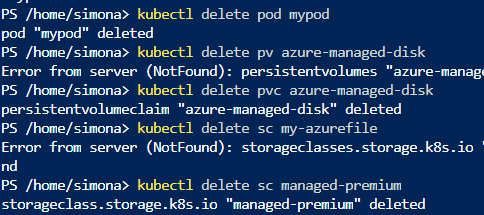 PS /home/simona> kubectl delete pod mypod
pod "mypod" deleted
PS /home/simona> kubectl delete pv azure-managed-disk
Error from server (NotFound): persistentvolumes "azure-manag
PS /home/simona> kubectl delete pvc azure-managed-disk
persistentvolumeclaim "azure-managed-disk" deleted
PS /home/simona> kubectl delete sc my-azurefile
Error from server (NotFound): storageclasses.storage.k8s.io "
nd
PS /home/simona> kubectl delete sc managed-premium
storageclass.storage.k8s.io "managed-premium" deleted